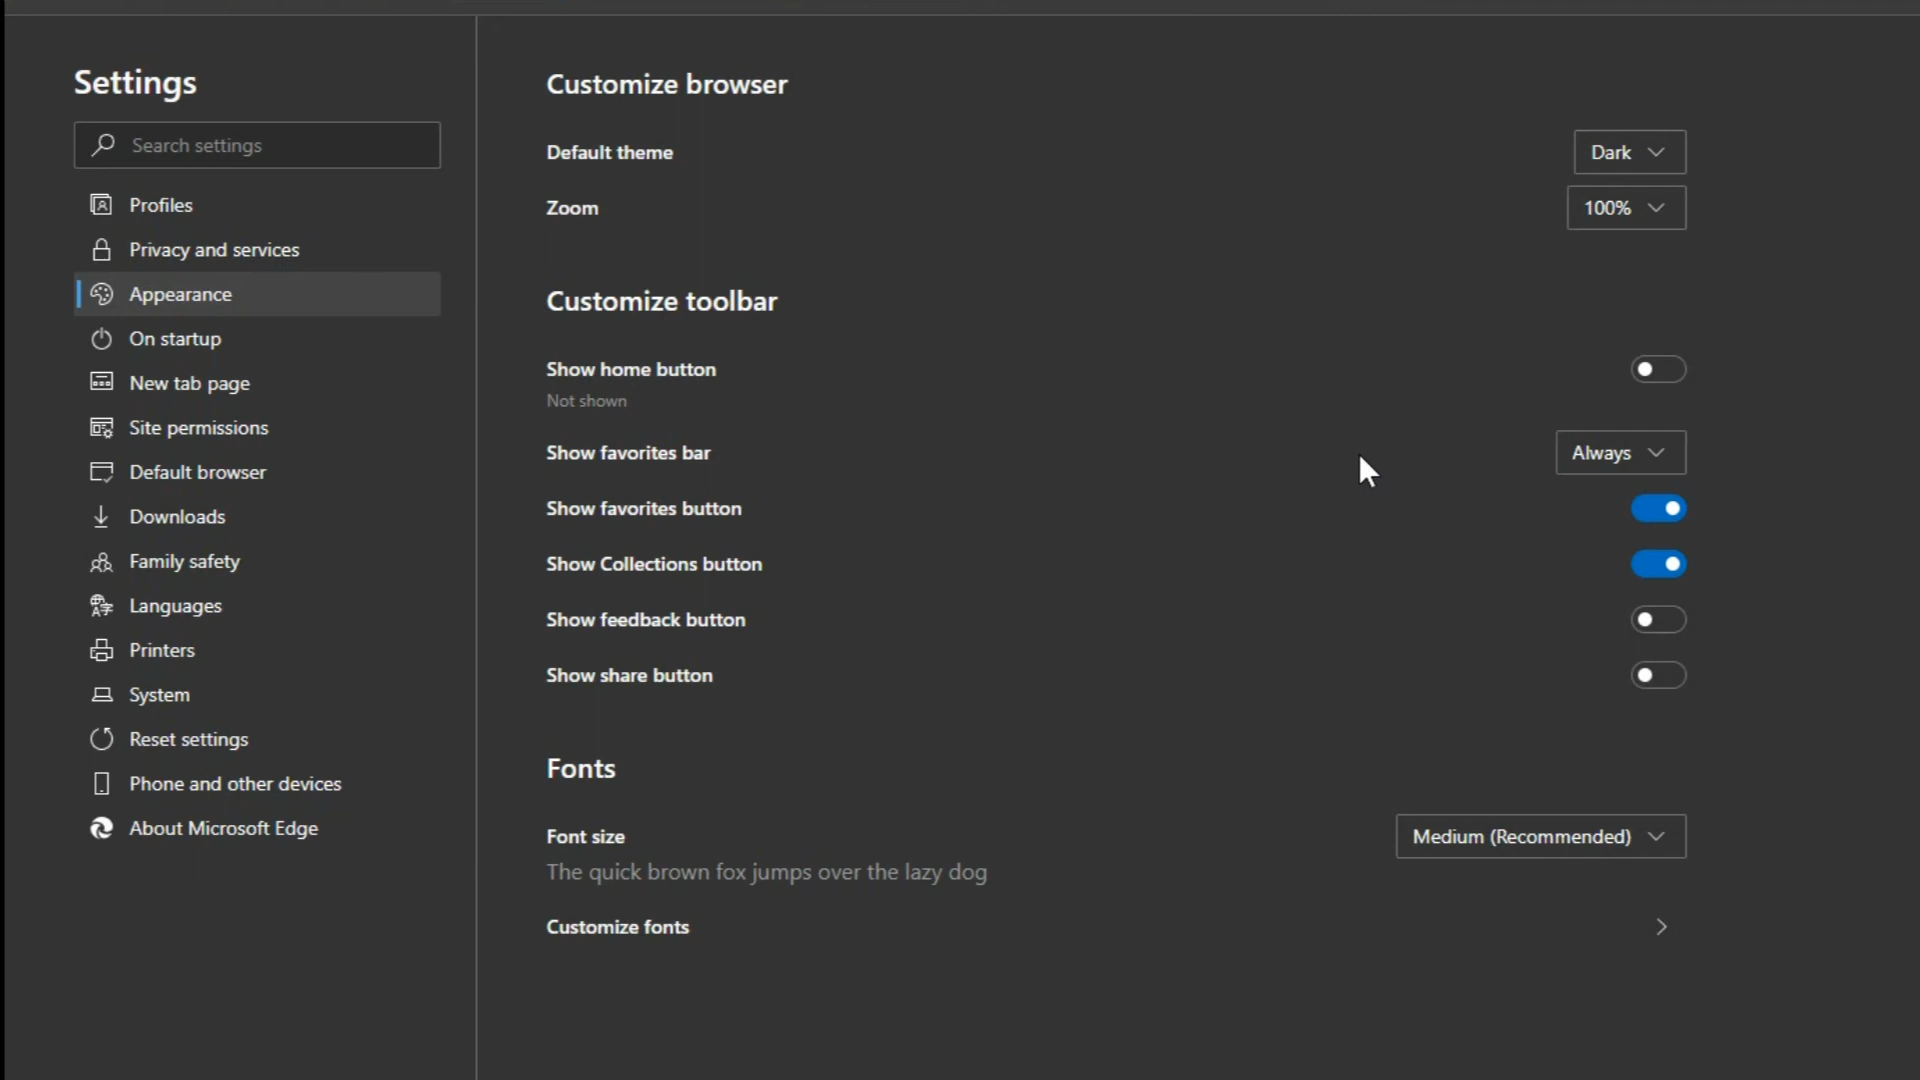 Settings
Search settings
Profiles
Privacy and services
Appearance
On startup
New tab page
Site permissions
Default browser
Downloads
Family safety
Languages
Printers
System
Reset settings
Phone and other devices
About Microsoft Edge
Customize browser
Default theme
Dark
Zoom
100%
Customize toolbar
Show home button
Not shown
Show favorites bar
Always
Show favorites button
Show Collections button
Show feedback button
Show share button
Fonts
Font size
Medium (Recommended)
The quick brown fox jumps over the lazy dog
Customize fonts